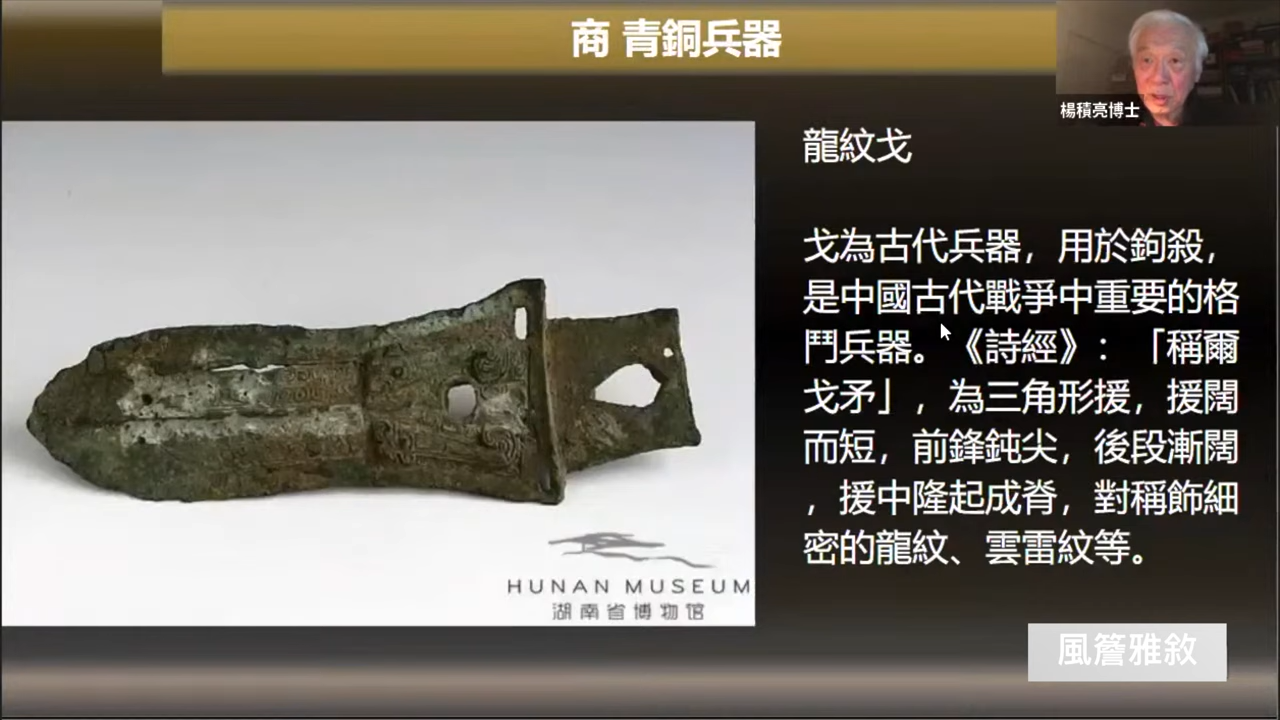 商 青銅兵器
楊積亮博士
龍紋戈
戈為古代兵器，用於鉤殺，
是中國古代戰爭中重要的格
鬥兵器。《詩經》：「稱爾
戈矛」，為三角形援，援闊
而短，前鋒鈍尖，後段漸闊
，援中隆起成脊，對稱飾細
密的龍紋、雲雷紋等。
HUNAN MUSEUM
湖南省博物馆
風簷雅敘